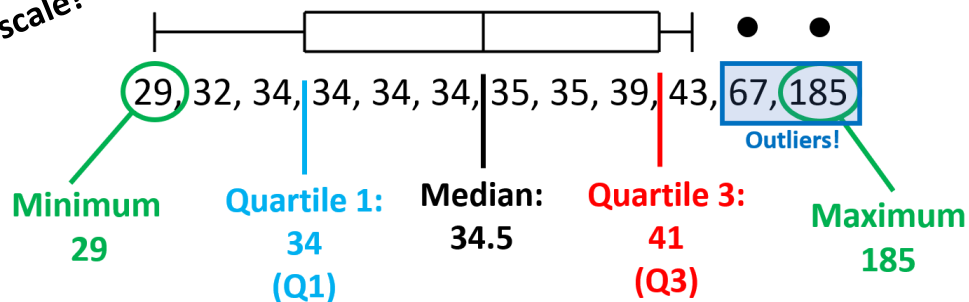 scale?
29, 32, 34, 34, 34, 34, 35, 35, 39, 43, 67, 185
Outliers!
Minimum
29
Quartile 1:
34
(Q1)
Median:
34.5
Quartile 3:
41
(Q3)
Maximum
185